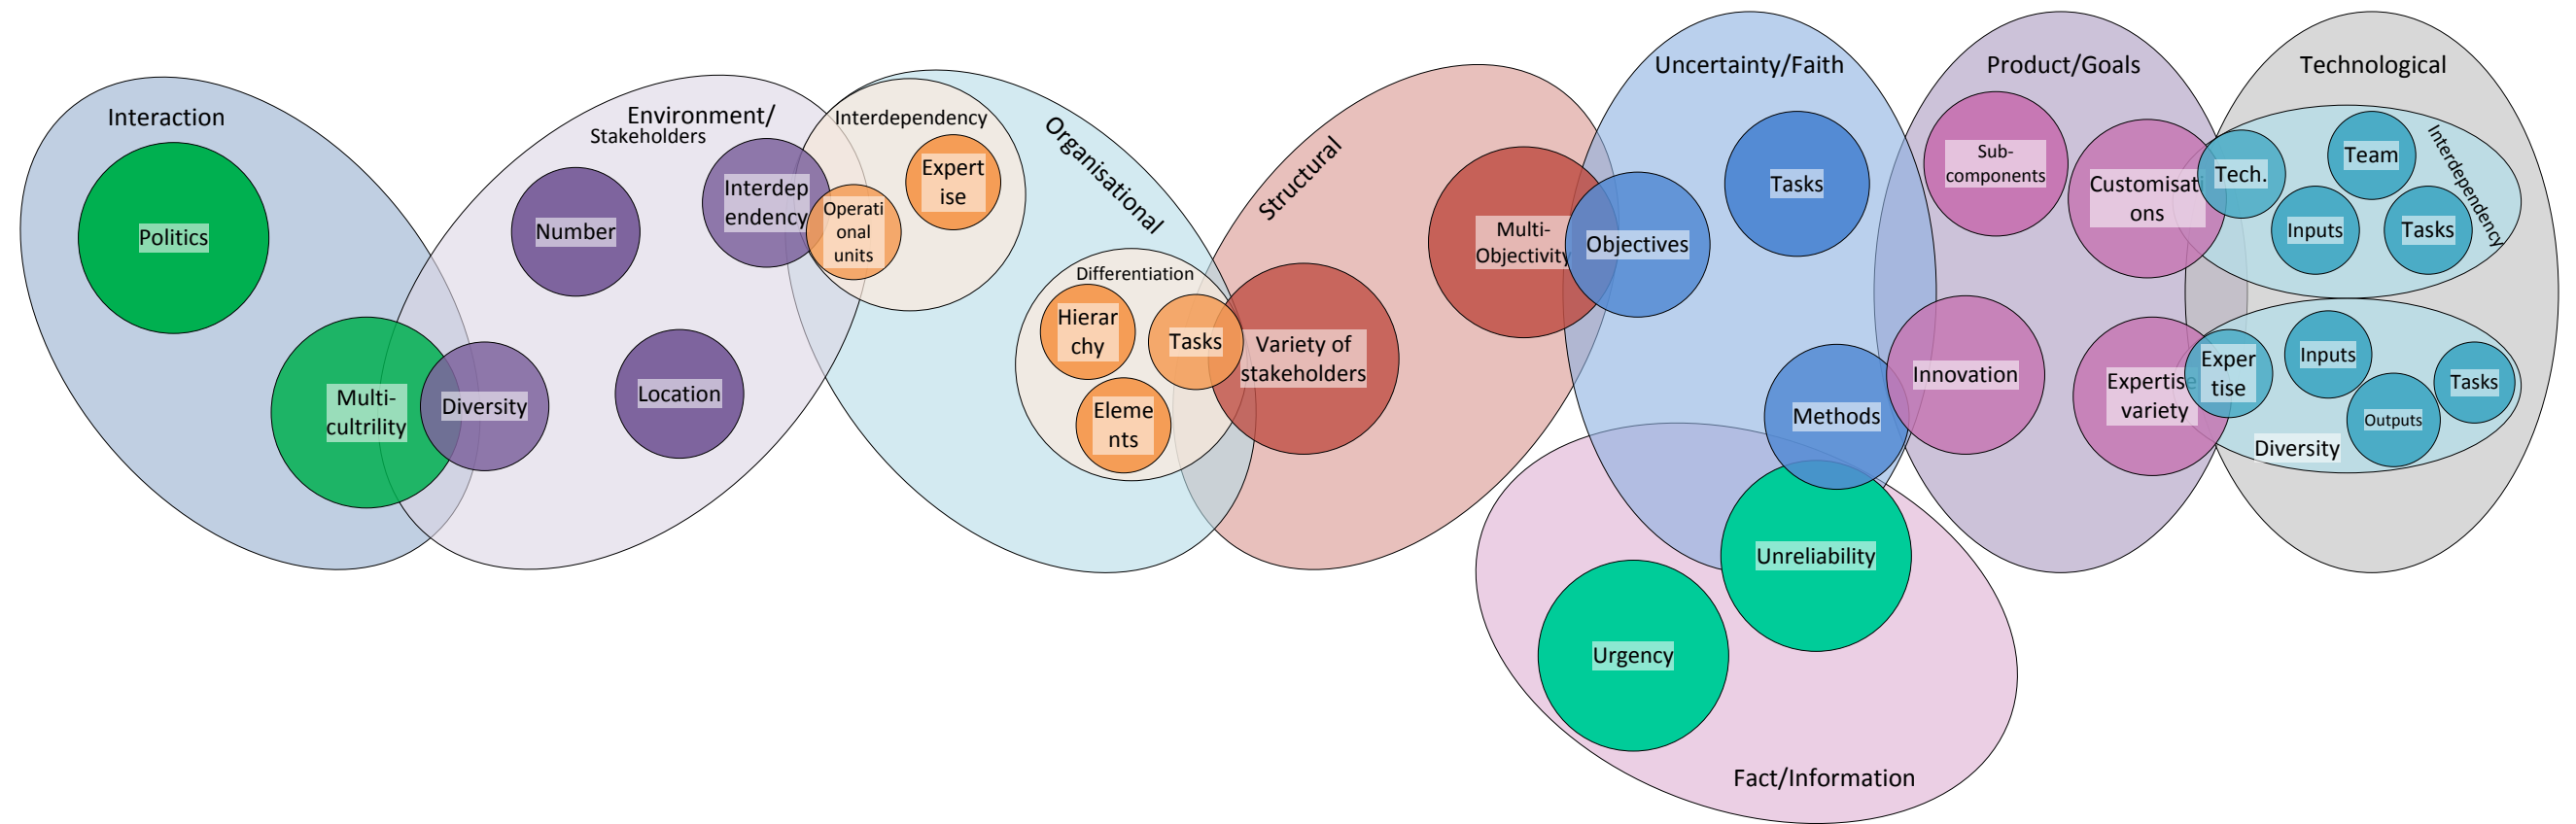 Interaction
Politics
Multi-
cultrility
Diversity
Environment/
Stakeholders
Number
Interdep
endency
Location
Interdependency
Expert
ise
Operati
onal
units
Organisational
Differentiation
Hierar
chy
Tasks
Eleme
nts
Structural
Variety of
stakeholders
Multi-
Objectivity
Uncertainty/Faith
Objectives
Tasks
Methods
Fact/Information
Unreliability
Urgency
Product/Goals
Sub-
components
Customisati
ons
Innovation
Expertise
variety
Technological
Interdependency
Tech.
Team
Inputs
Tasks
Exper
tise
Inputs
Outputs
Tasks
Diversity